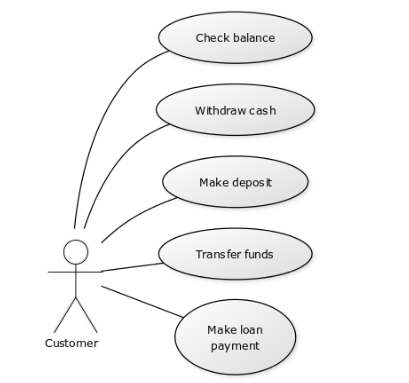 Check balance
Withdraw cash
Make deposit
Transfer funds
Make loan
payment
Customer